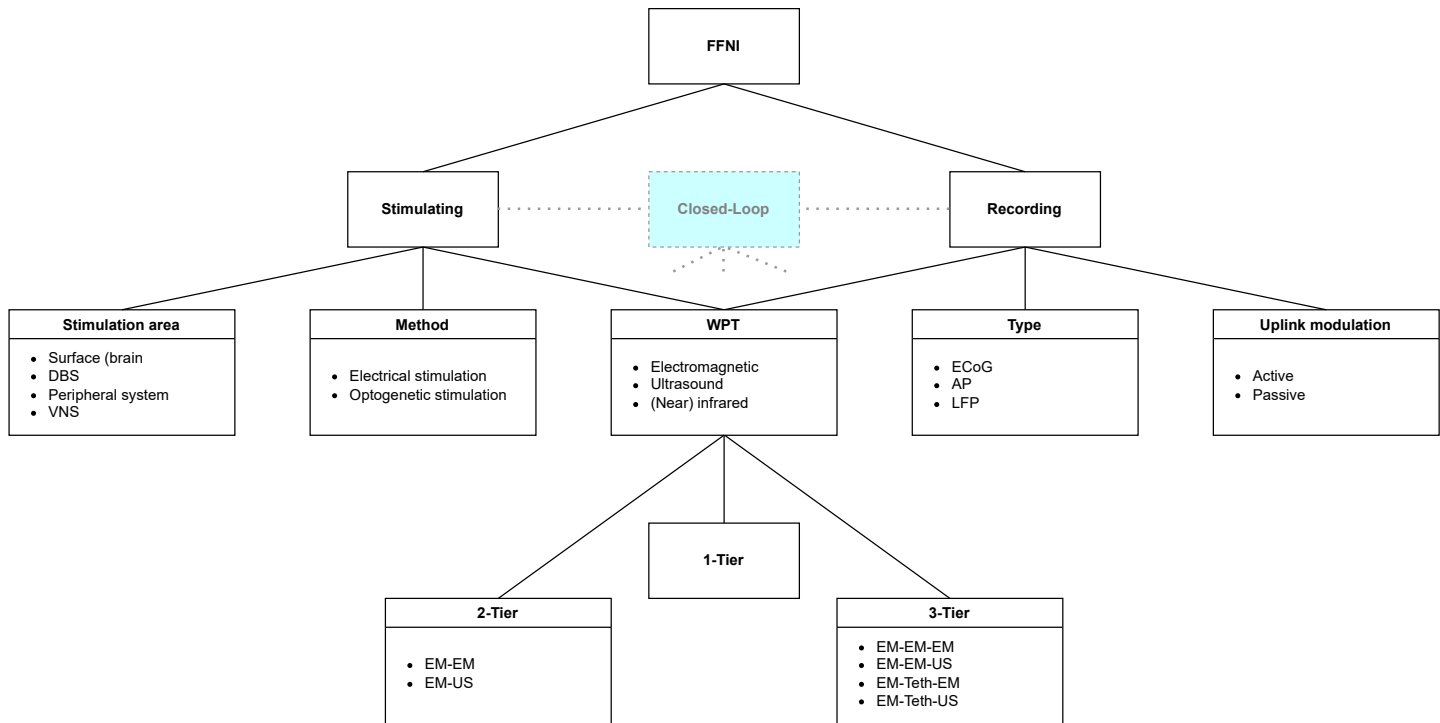 FFNI
Stimulating
Closed-Loop
Recording
Stimulation area
Surface (brain
DBS
Peripheral system
VNS
Method
Electrical stimulation
Optogenetic stimulation
WPT
Electromagnetic
Ultrasound
(Near) infrared
Type
ECoG
AP
LFP
Uplink modulation
Active
Passive
1-Tier
2-Tier
EM-EM
EM-US
3-Tier
EM-EM-EM
EM-EM-US
EM-Teth-EM
EM-Teth-US